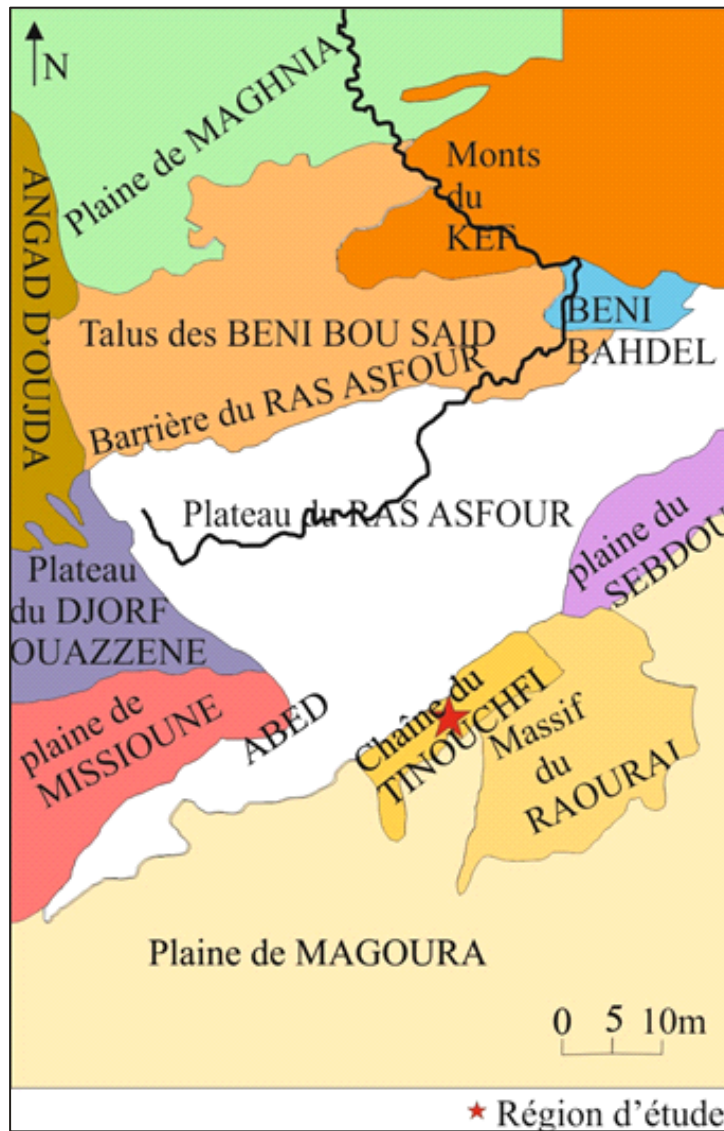 N
Plaine de MAGHNIA
ANGAD D'OUJDA
Monts
du
KEF
Talus des BENI BOU SAID
BENI
BAHDEL
Barrière du RAS ASFOUR
Plateau du RAS ASFOUR
plaine du
SEBDOU
Plateau
du DJORF
OUAZZENE
plaine de
MISSIOUNE
ABED
Chaîne du
TINOUCHFI
Massif
du
RAOURAI
Plaine de MAGOURA
0 5 10m
Région d'étude